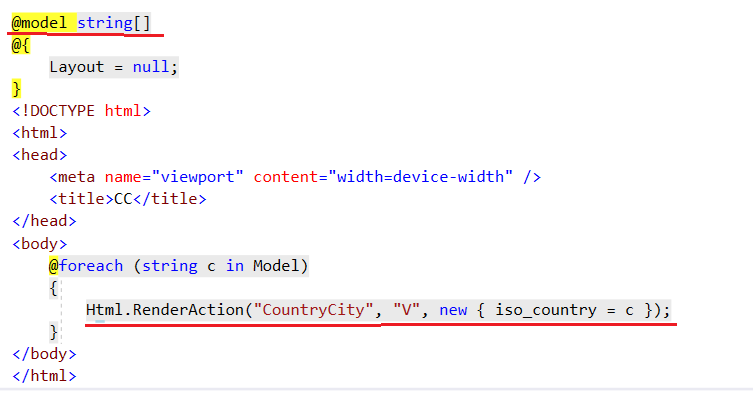 @model string[]
@{
    Layout = null;
}
<!DOCTYPE html>
<html>
<head>
    <meta name="viewport" content="width=device-width" />
    <title>CC</title>
</head>
<body>
    @foreach (string c in Model)
    {
        Html.RenderAction("CountryCity", "V", new { iso_country = c });
    }
</body>
</html>